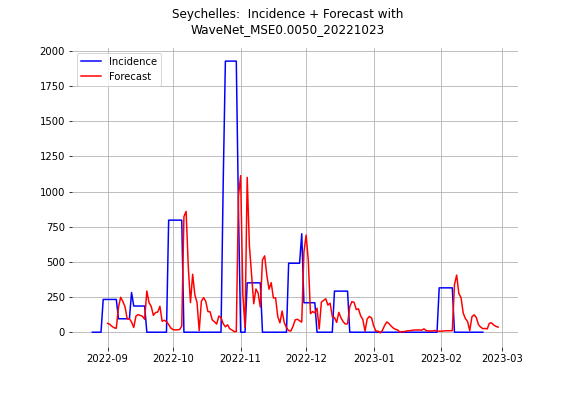 Seychelles:  Incidence + Forecast with
WaveNet_MSE0.0050_20221023
Incidence
Forecast
2000
1750
1500
1250
1000
750
500
250
0
2022-09 2022-10 2022-11 2022-12 2023-01 2023-02 2023-03